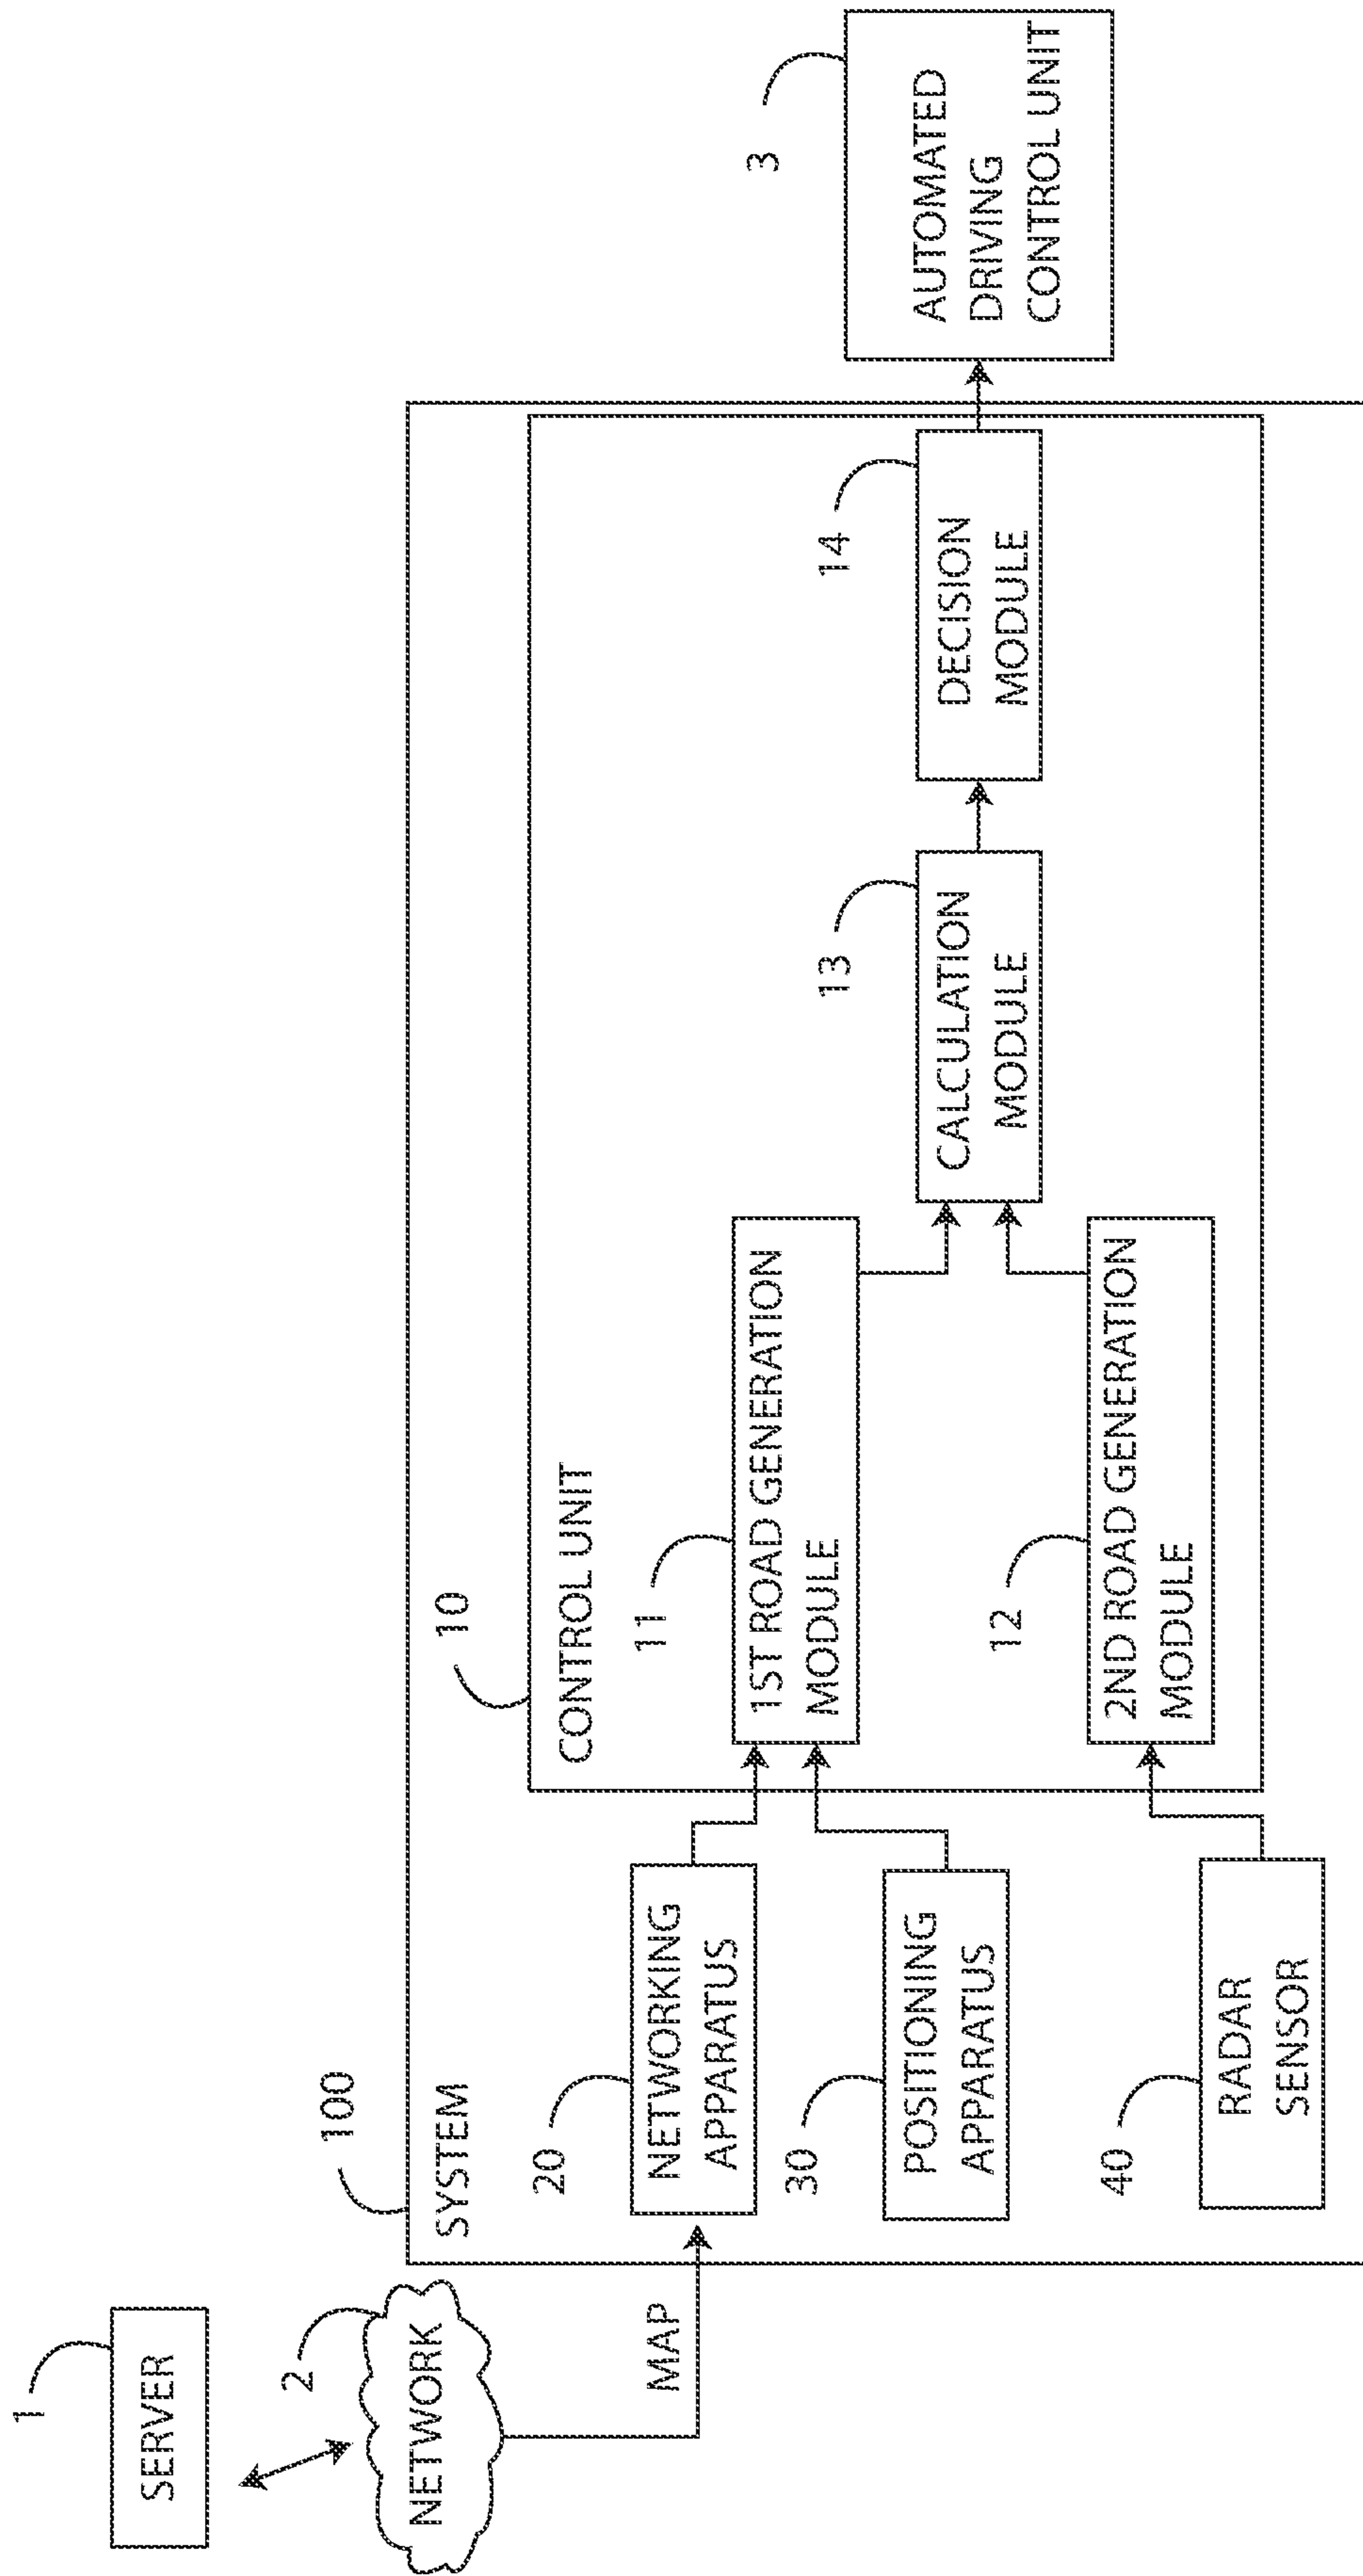 1
SERVER
2
NETWORK
MAP
100
SYSTEM
20
NETWORKING
APPARATUS
30
POSITIONING
APPARATUS
40
RADAR
SENSOR
10
CONTROL UNIT
11
1ST ROAD GENERATION
MODULE
12
2ND ROAD GENERATION
MODULE
13
CALCULATION
MODULE
14
DECISION
MODULE
3
AUTOMATED
DRIVING
CONTROL UNIT